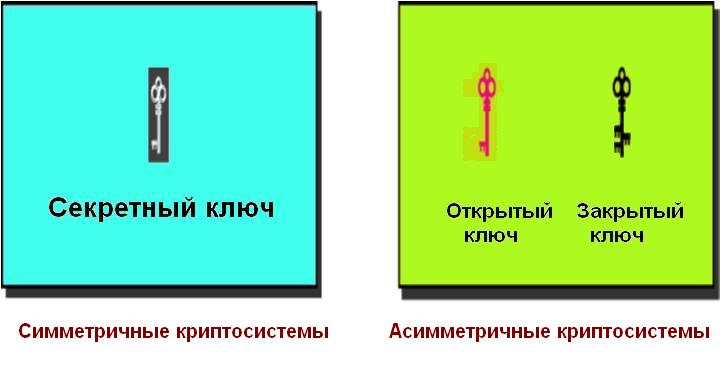 Секретный ключ
Открытый ключ
Закрытый ключ
Симметричные криптосистемы
Асимметричные криптосистемы